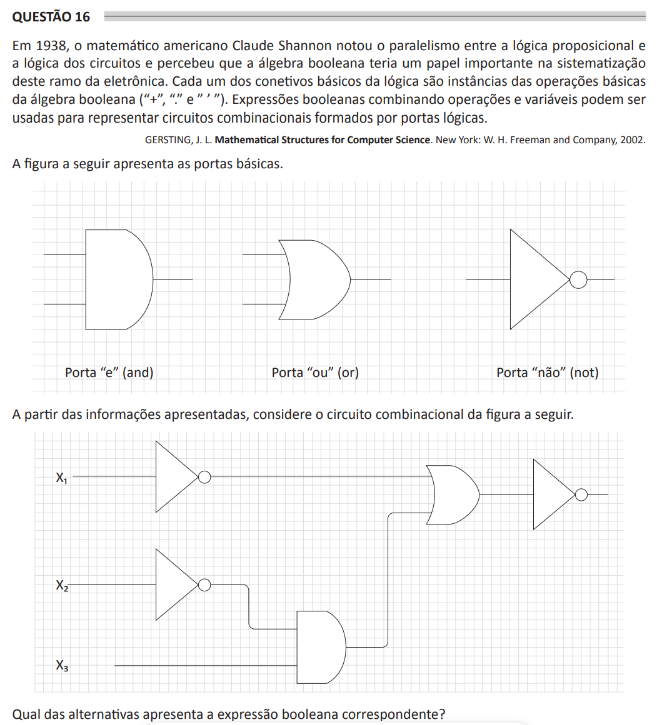 QUESTÃO 16
Em 1938, o matemático americano Claude Shannon notou o paralelismo entre a lógica proposicional e
a lógica dos circuitos e percebeu que a álgebra booleana teria um papel importante na sistematização
deste ramo da eletrônica. Cada um dos conetivos básicos da lógica são instâncias das operações básicas
da álgebra booleana (“+”, “.” e ” ’ ”). Expressões booleanas combinando operações e variáveis podem ser
usadas para representar circuitos combinacionais formados por portas lógicas.
GERSTING, J. L. Mathematical Structures for Computer Science. New York: W. H. Freeman and Company, 2002.
A figura a seguir apresenta as portas básicas.
Porta “e” (and) Porta “ou” (or) Porta “não” (not)
A partir das informações apresentadas, considere o circuito combinacional da figura a seguir.
X₁
X₂
X₃
Qual das alternativas apresenta a expressão booleana correspondente?